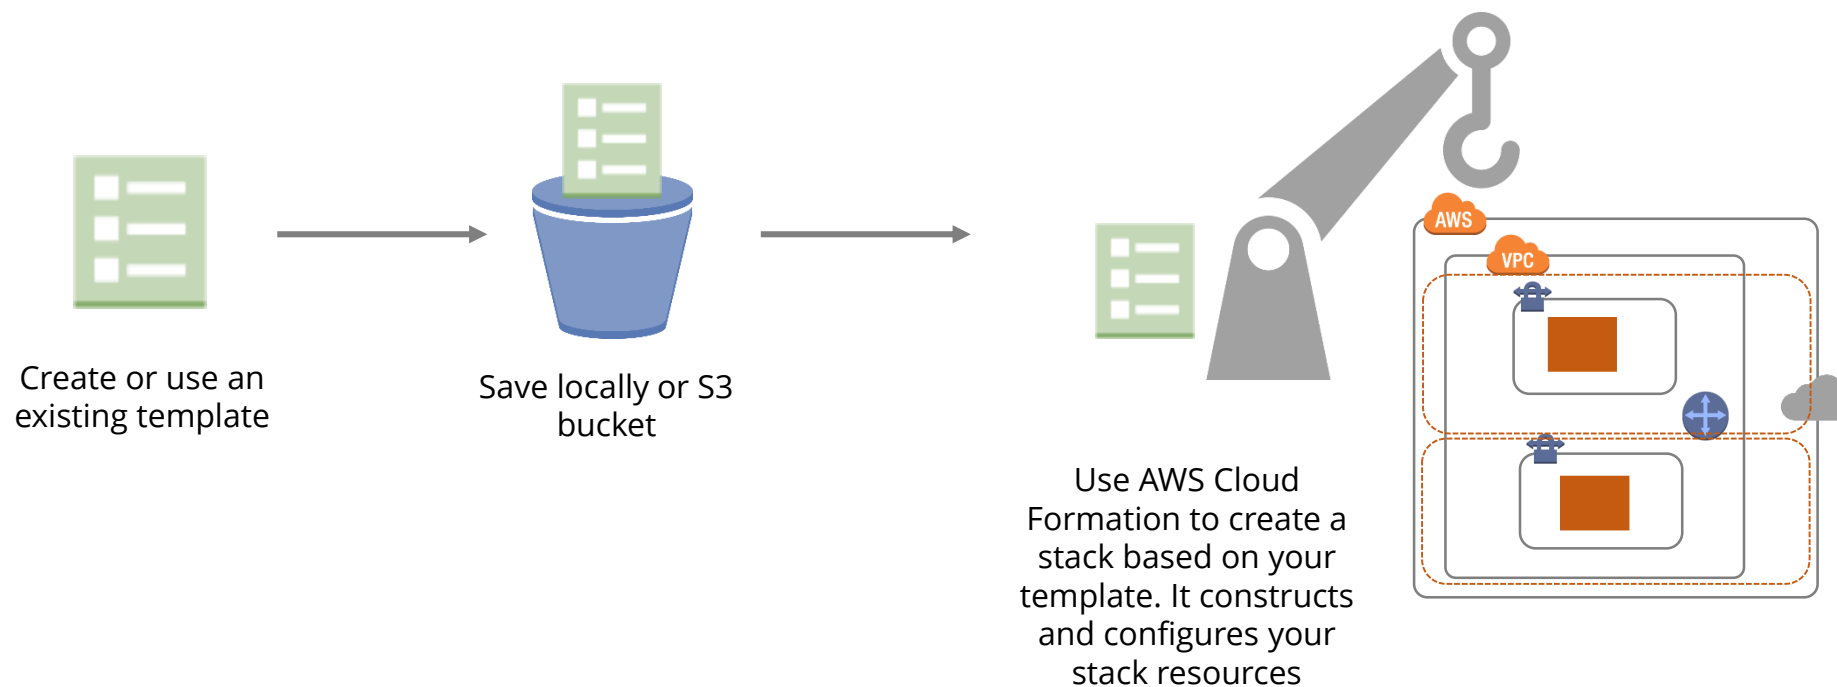 Create or use an
existing template
Save locally or S3
bucket
Use AWS Cloud
Formation to create a
stack based on your
template. It constructs
and configures your
stack resources
AWS
VPC